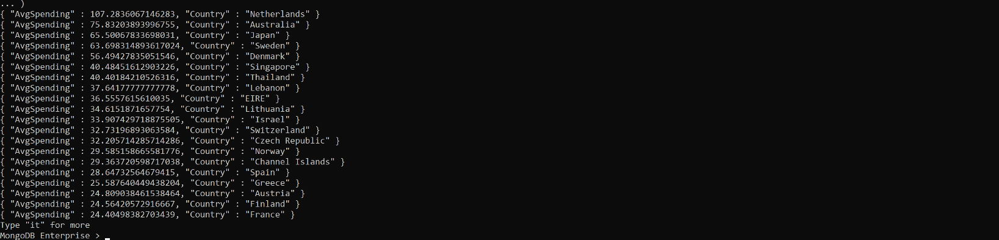 ... )
{ "AvgSpending" : 107.2836067146283, "Country" : "Netherlands" }
{ "AvgSpending" : 75.83203893996755, "Country" : "Australia" }
{ "AvgSpending" : 65.50067833698031, "Country" : "Japan" }
{ "AvgSpending" : 63.698314893617024, "Country" : "Sweden" }
{ "AvgSpending" : 56.49427835051546, "Country" : "Denmark" }
{ "AvgSpending" : 40.48451612903226, "Country" : "Singapore" }
{ "AvgSpending" : 40.40184210526316, "Country" : "Thailand" }
{ "AvgSpending" : 37.64177777777778, "Country" : "Lebanon" }
{ "AvgSpending" : 36.5557615610035, "Country" : "EIRE" }
{ "AvgSpending" : 34.6151871657754, "Country" : "Lithuania" }
{ "AvgSpending" : 33.907429718875505, "Country" : "Israel" }
{ "AvgSpending" : 32.73196893063584, "Country" : "Switzerland" }
{ "AvgSpending" : 32.205714285714286, "Country" : "Czech Republic" }
{ "AvgSpending" : 29.585158665581776, "Country" : "Norway" }
{ "AvgSpending" : 29.363720598717038, "Country" : "Channel Islands" }
{ "AvgSpending" : 28.64732564679415, "Country" : "Spain" }
{ "AvgSpending" : 25.587640449438204, "Country" : "Greece" }
{ "AvgSpending" : 24.809038461538464, "Country" : "Austria" }
{ "AvgSpending" : 24.56420572916667, "Country" : "Finland" }
{ "AvgSpending" : 24.40498382703439, "Country" : "France" }
Type "it" for more
MongoDB Enterprise >